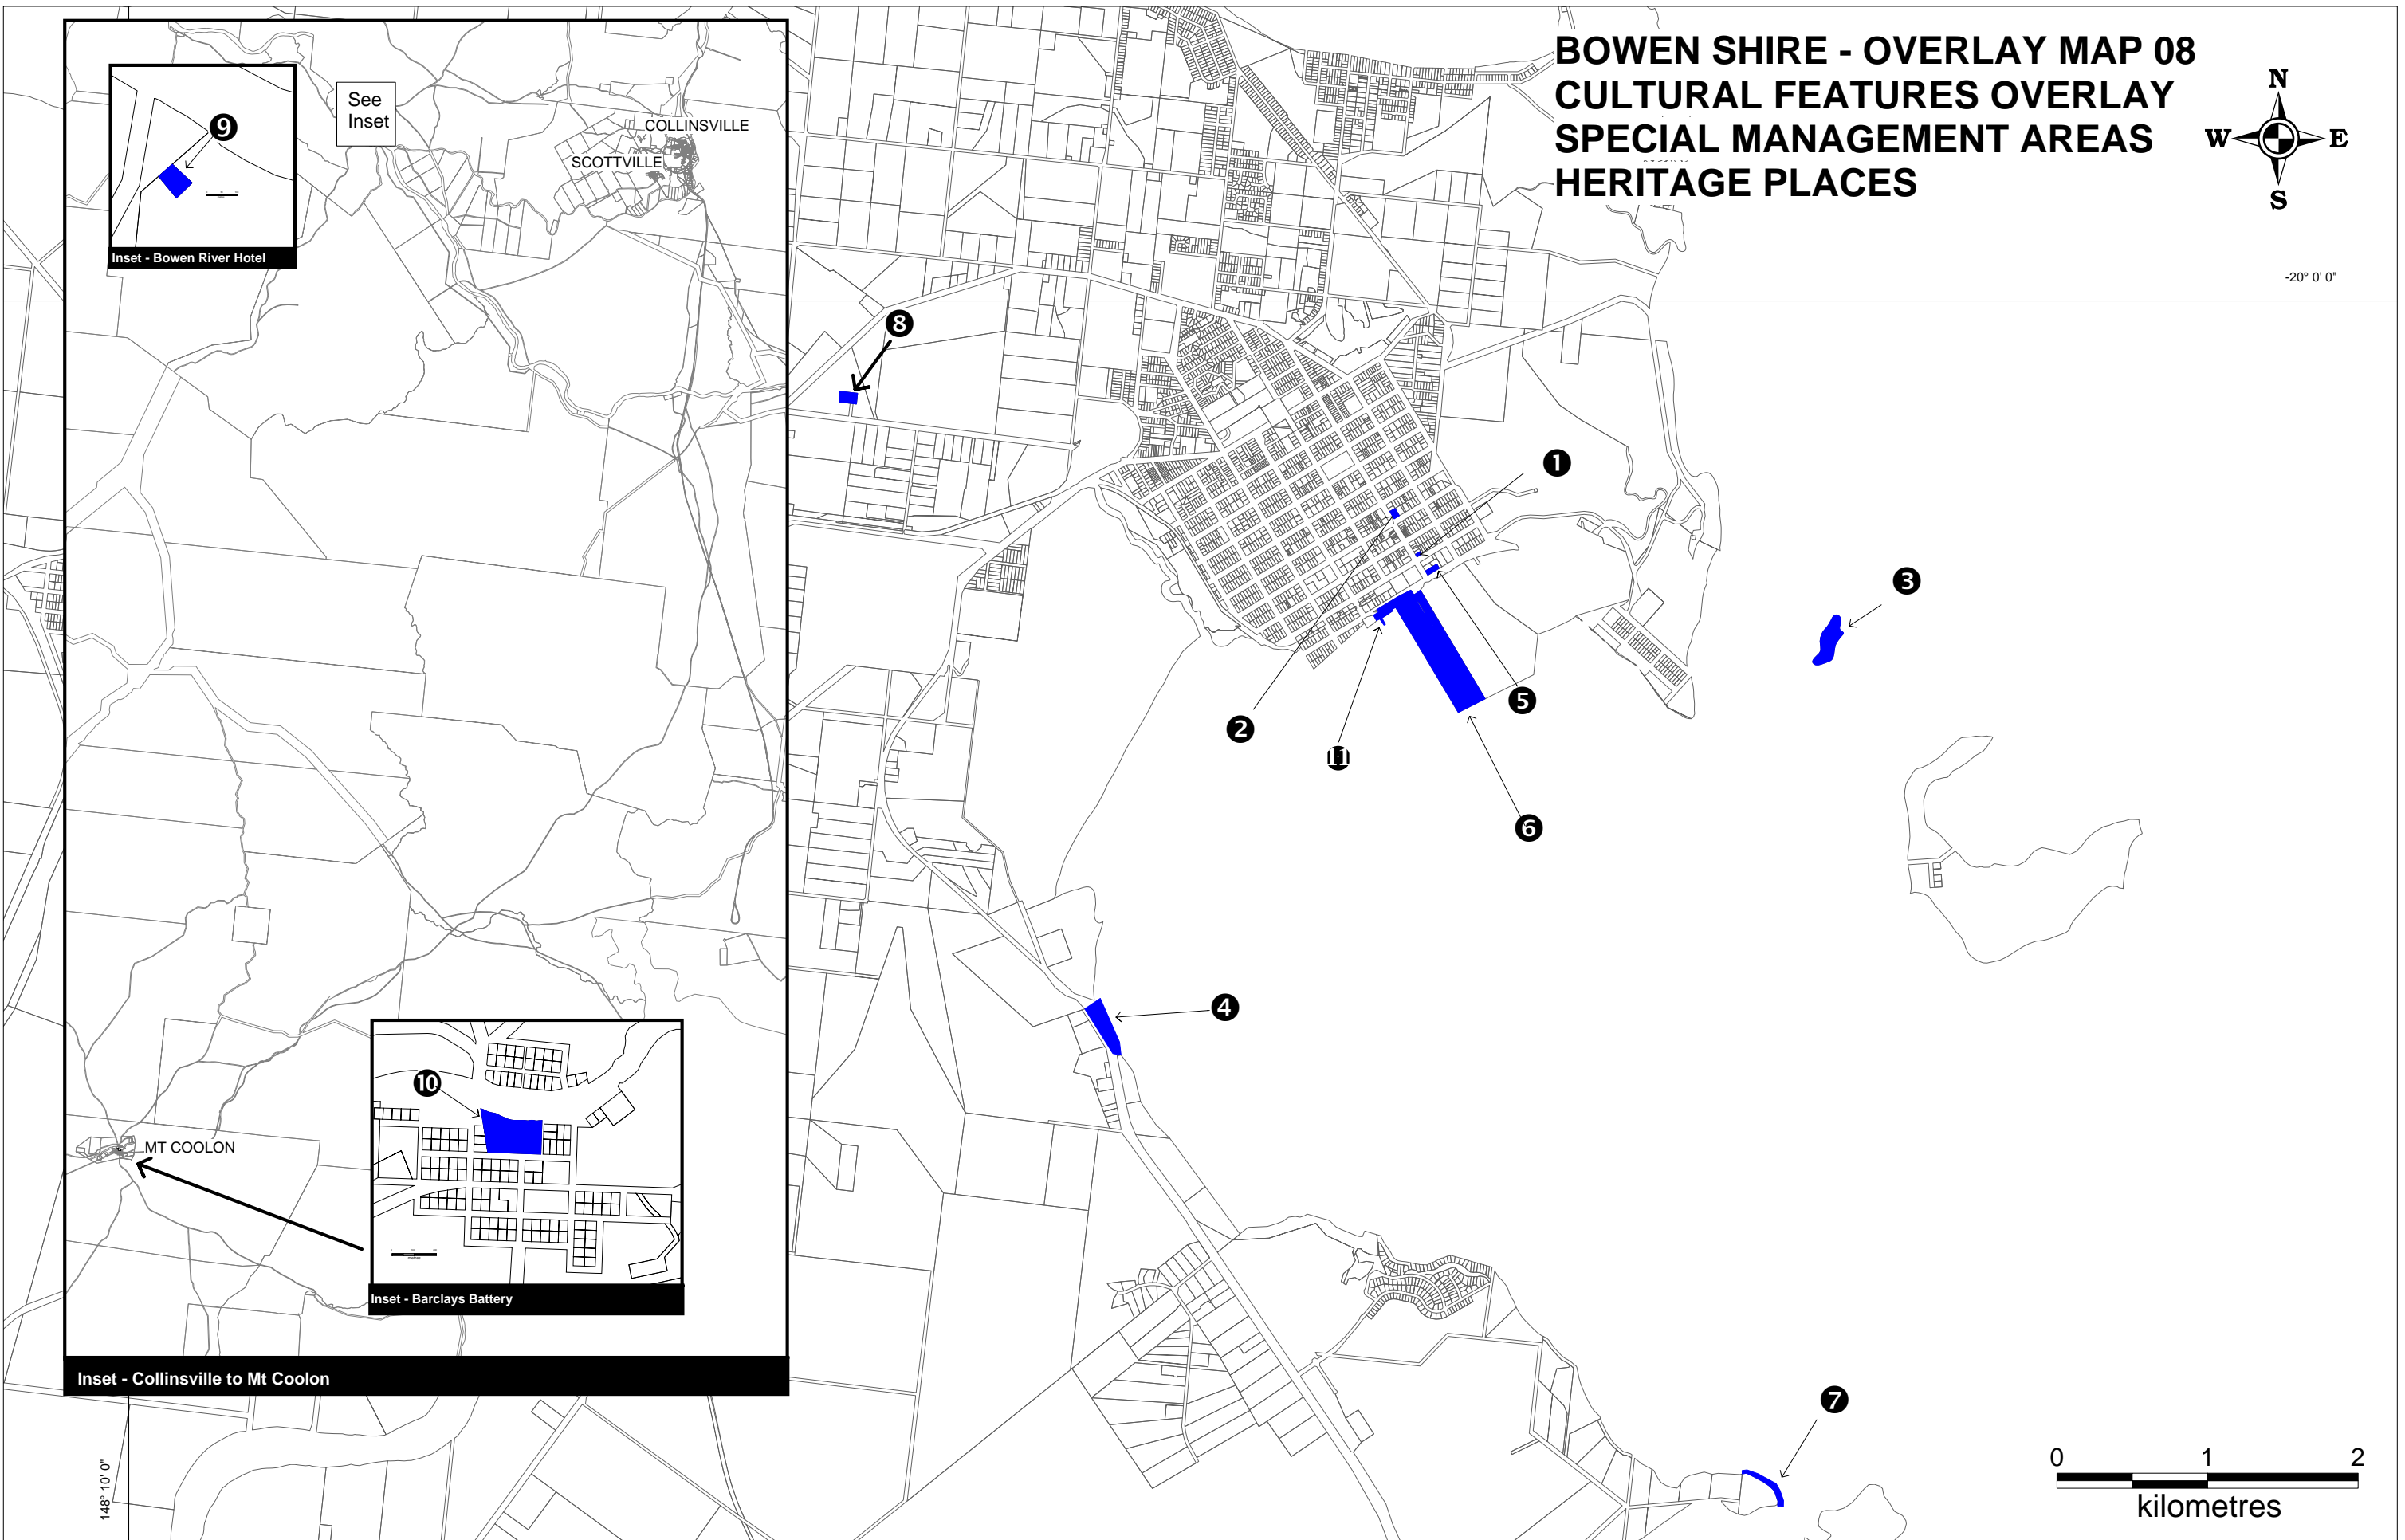 BOWEN SHIRE - OVERLAY MAP 08
CULTURAL FEATURES OVERLAY
SPECIAL MANAGEMENT AREAS
HERITAGE PLACES
N
W E
S
-20° 0' 0"
See
Inset
9
Inset - Bowen River Hotel
COLLINSVILLE
SCOTTVILLE
8
1
3
2
5
11
6
4
10
MT COOLON
Inset - Barclays Battery
Inset - Collinsville to Mt Coolon
7
148° 10' 0"
0 1 2
kilometres